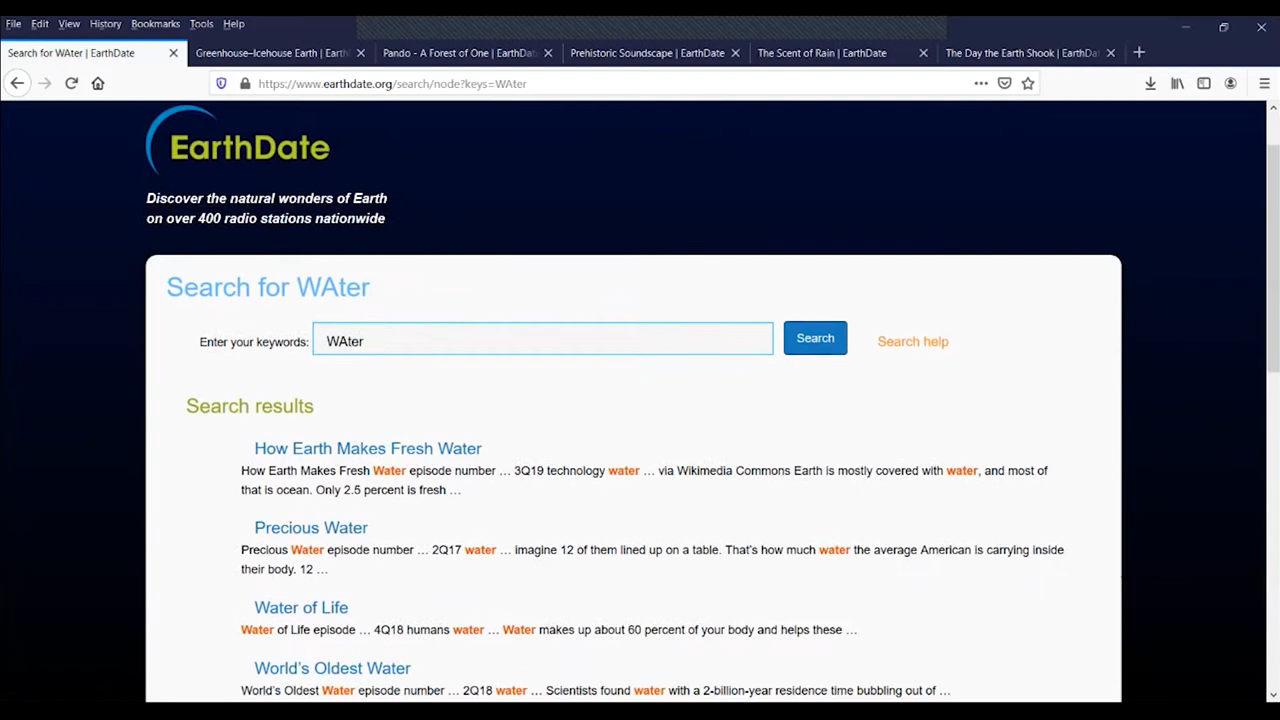 File Edit View History Bookmarks Tools Help
Search for WAter | EarthDate
Greenhouse–Icehouse Earth | Earth
Pando - A Forest of One | EarthDate
Prehistoric Soundscape | EarthDate
The Scent of Rain | EarthDate
The Day the Earth Shook | EarthDat
https://www.earthdate.org/search/node?keys=WAter
EarthDate
Discover the natural wonders of Earth
on over 400 radio stations nationwide
Search for WAter
Enter your keywords: WAter Search Search help
Search results
How Earth Makes Fresh Water
How Earth Makes Fresh Water episode number … 3Q19 technology water … via Wikimedia Commons Earth is mostly covered with water, and most of
that is ocean. Only 2.5 percent is fresh …
Precious Water
Precious Water episode number … 2Q17 water … imagine 12 of them lined up on a table. That's how much water the average American is carrying inside
their body. 12 …
Water of Life
Water of Life episode … 4Q18 humans water … Water makes up about 60 percent of your body and helps these …
World's Oldest Water
World's Oldest Water episode number … 2Q18 water … Scientists found water with a 2-billion-year residence time bubbling out of …